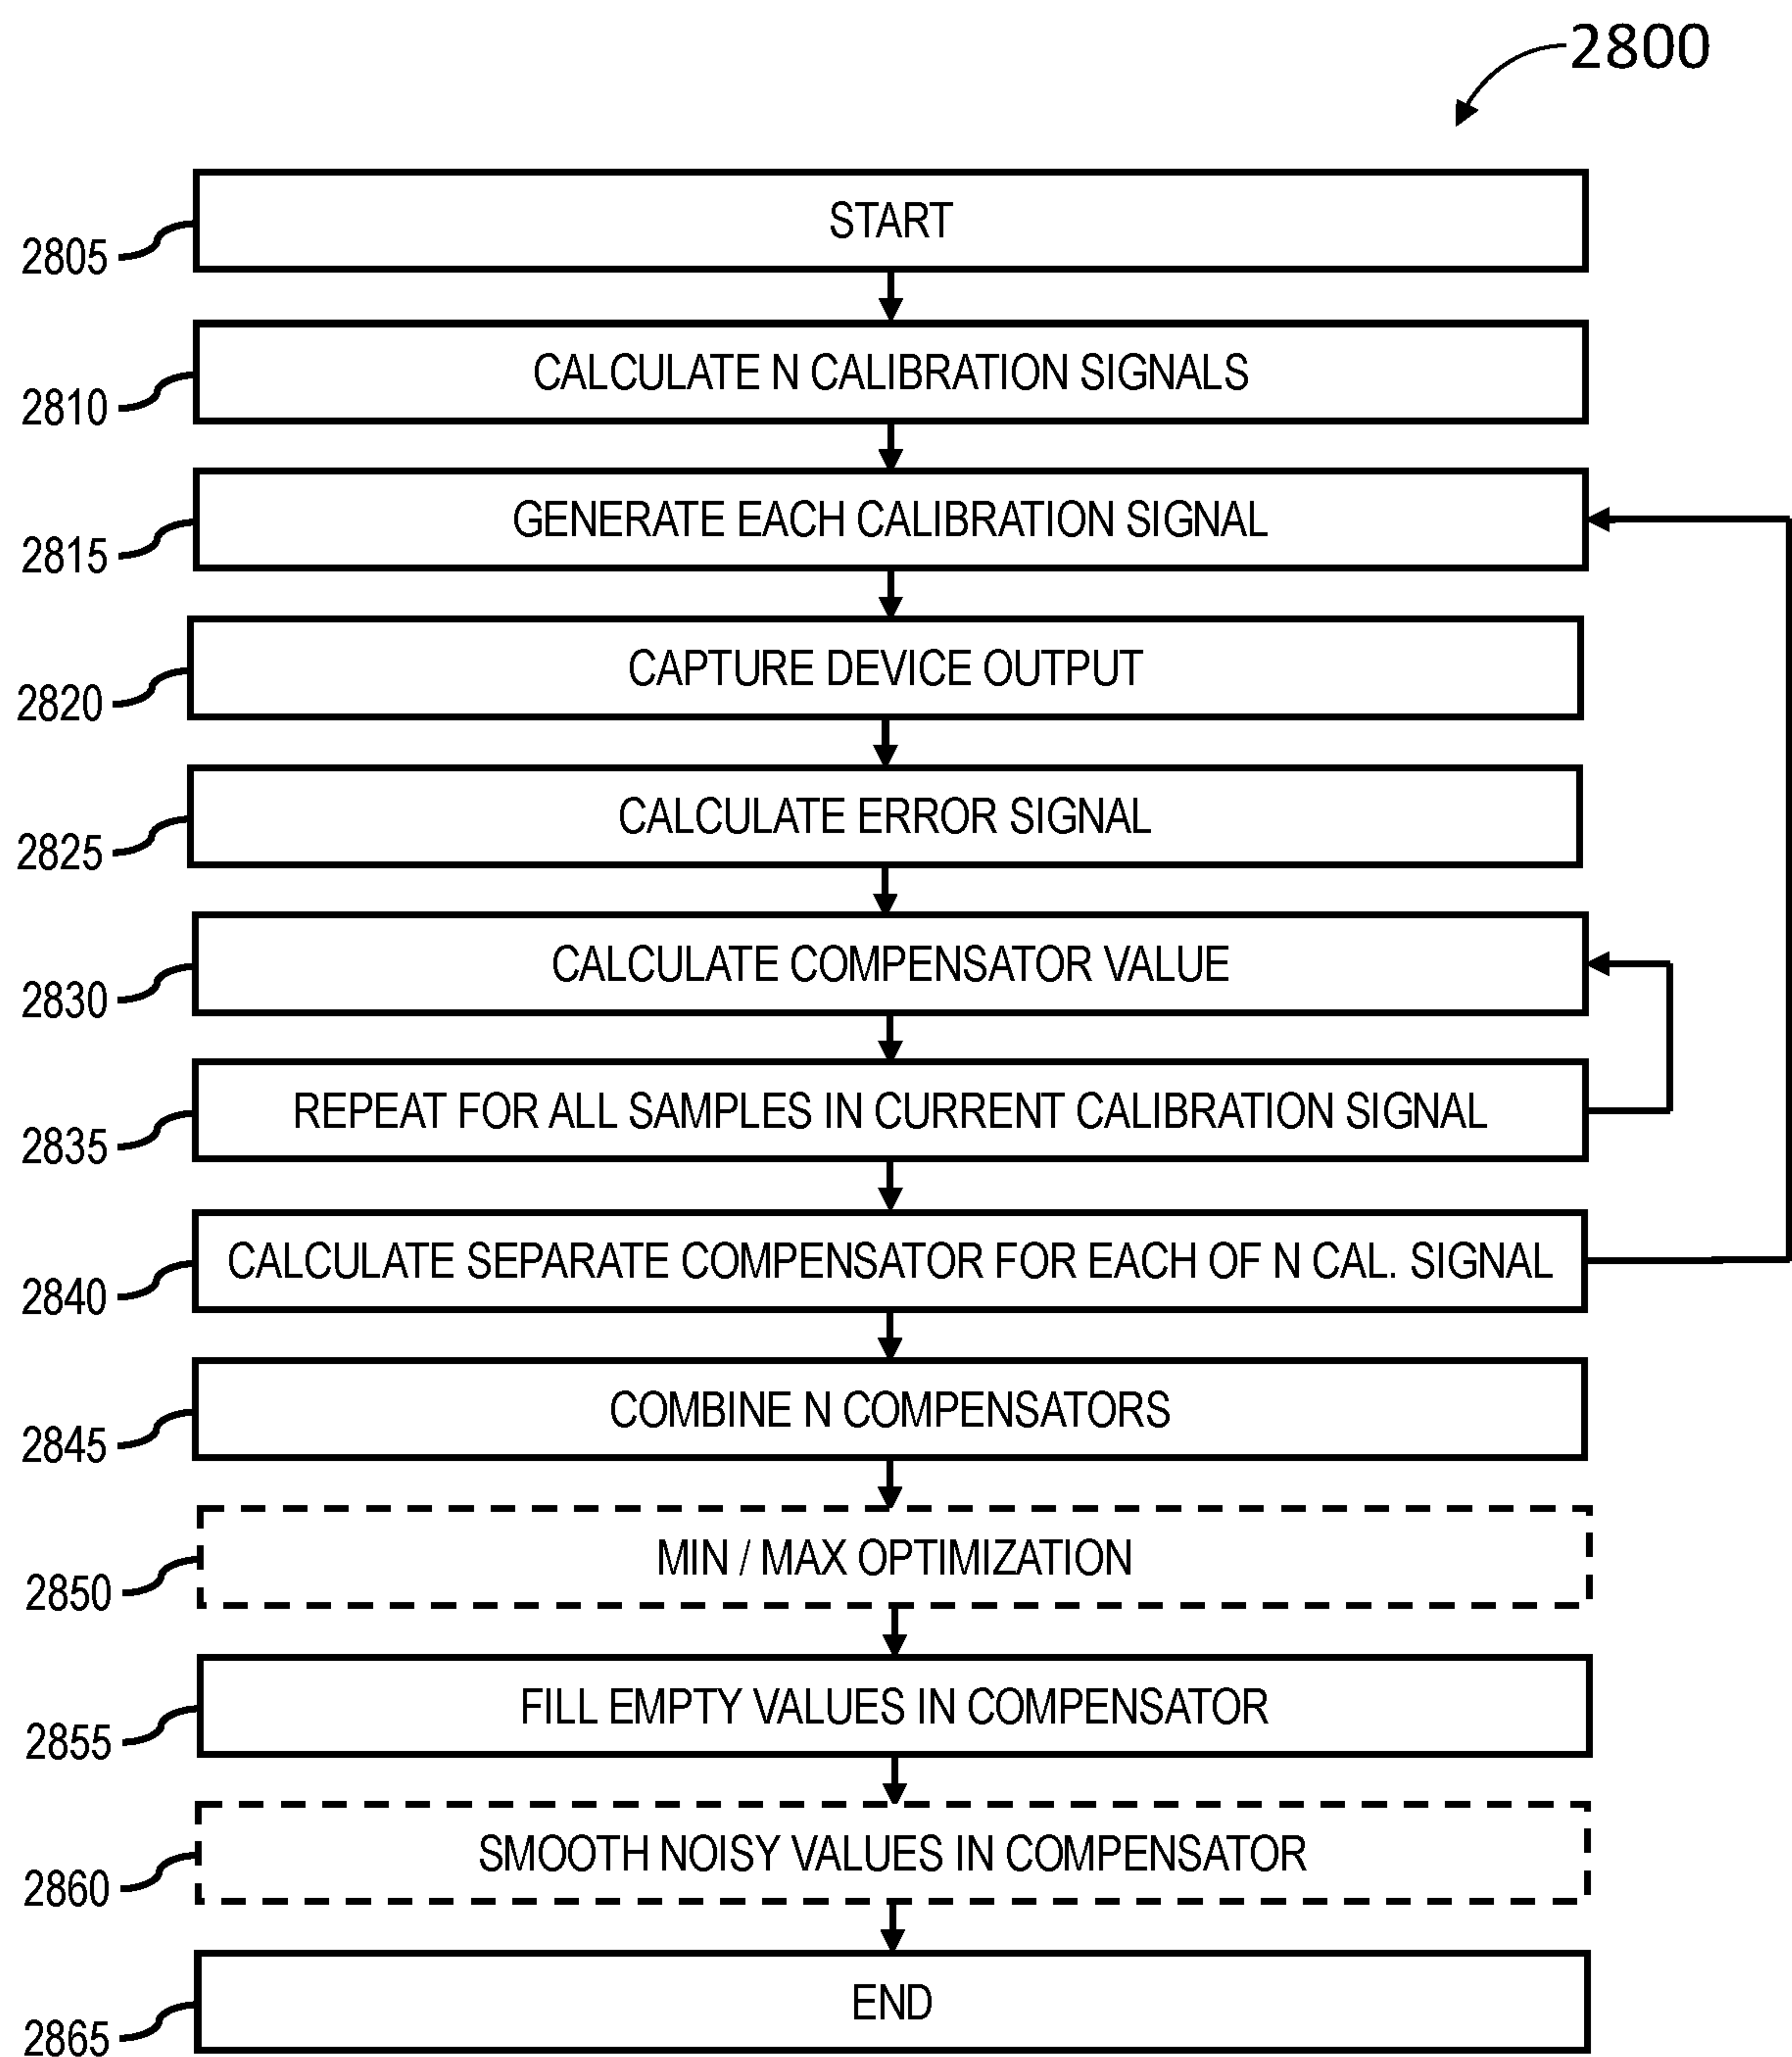 2800
START
2805
CALCULATE N CALIBRATION SIGNALS
2810
GENERATE EACH CALIBRATION SIGNAL
2815
CAPTURE DEVICE OUTPUT
2820
CALCULATE ERROR SIGNAL
2825
CALCULATE COMPENSATOR VALUE
2830
REPEAT FOR ALL SAMPLES IN CURRENT CALIBRATION SIGNAL
2835
CALCULATE SEPARATE COMPENSATOR FOR EACH OF N CAL. SIGNAL
2840
COMBINE N COMPENSATORS
2845
MIN / MAX OPTIMIZATION
2850
FILL EMPTY VALUES IN COMPENSATOR
2855
SMOOTH NOISY VALUES IN COMPENSATOR
2860
END
2865